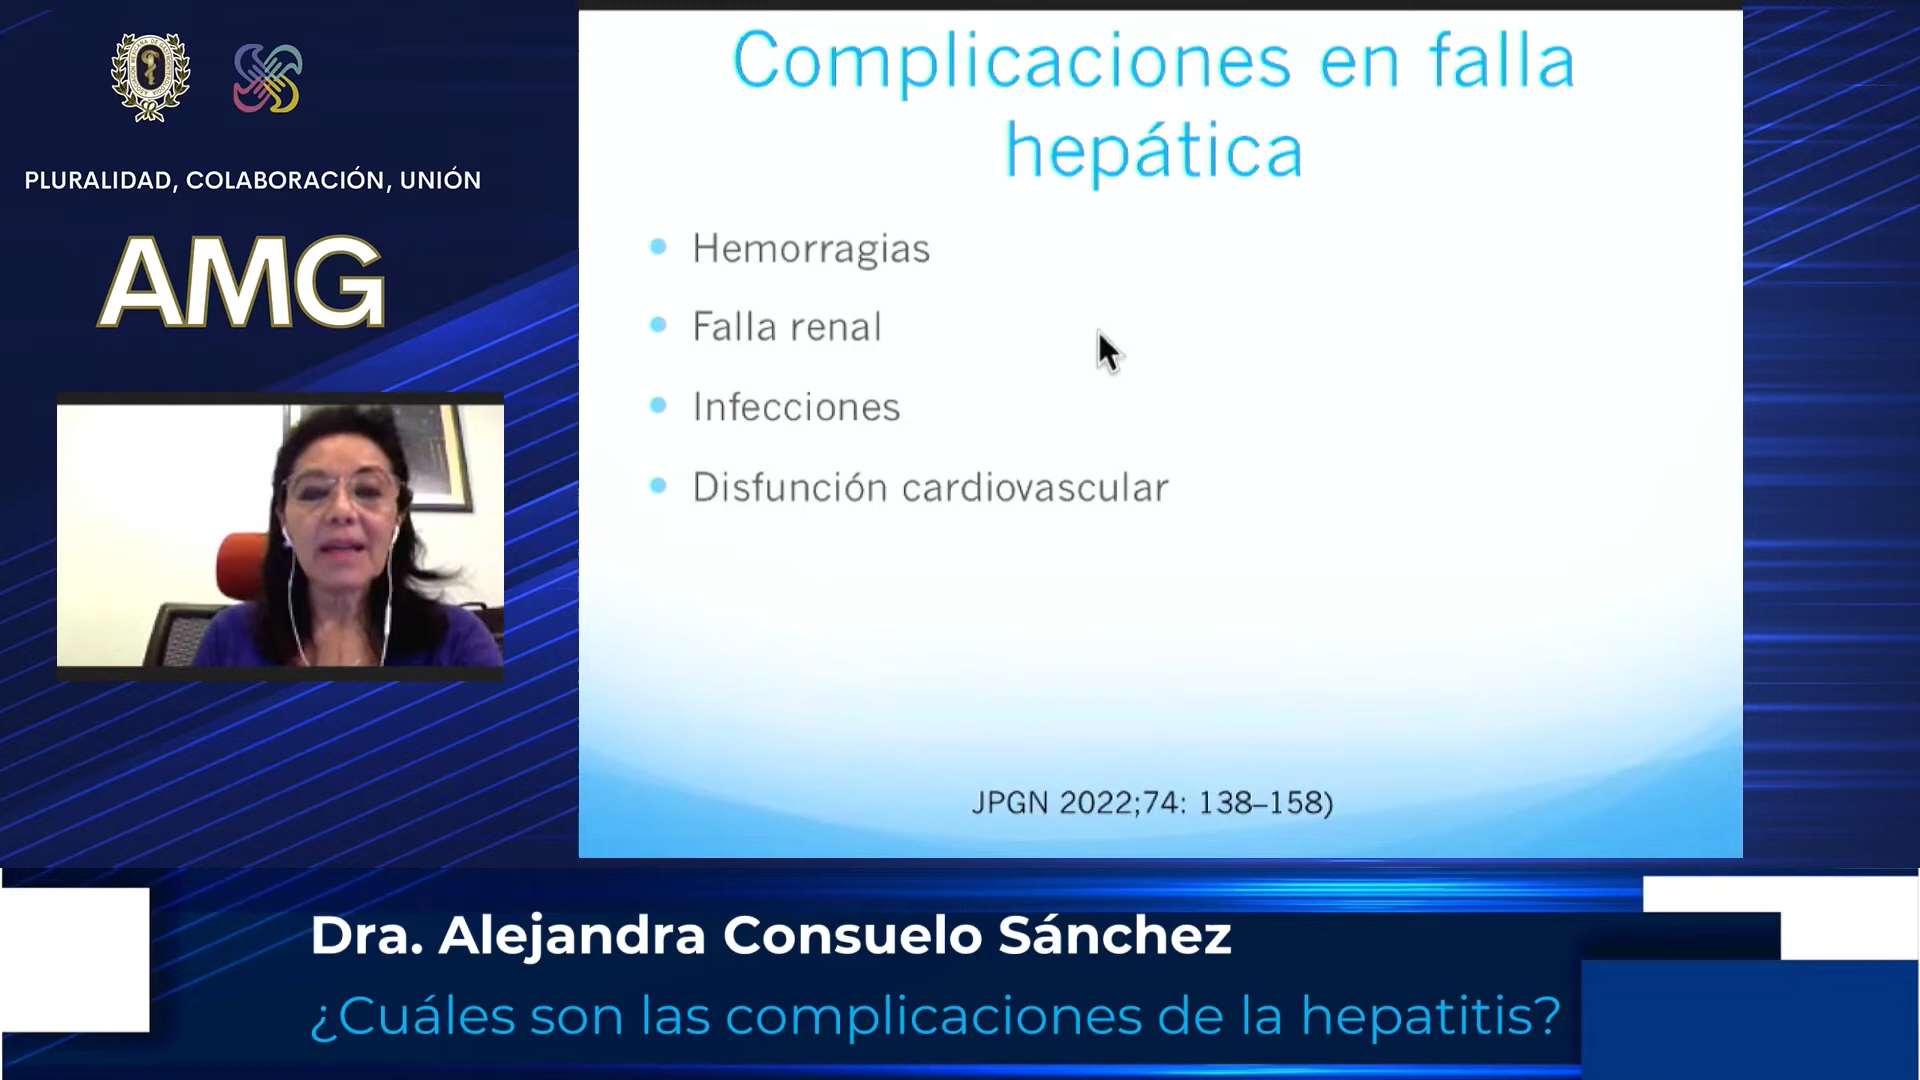 PLURALIDAD, COLABORACIÓN, UNIÓN
AMG
Complicaciones en falla
hepática
Hemorragias
Falla renal
Infecciones
Disfunción cardiovascular
JPGN 2022;74: 138–158)
Dra. Alejandra Consuelo Sánchez
¿Cuáles son las complicaciones de la hepatitis?